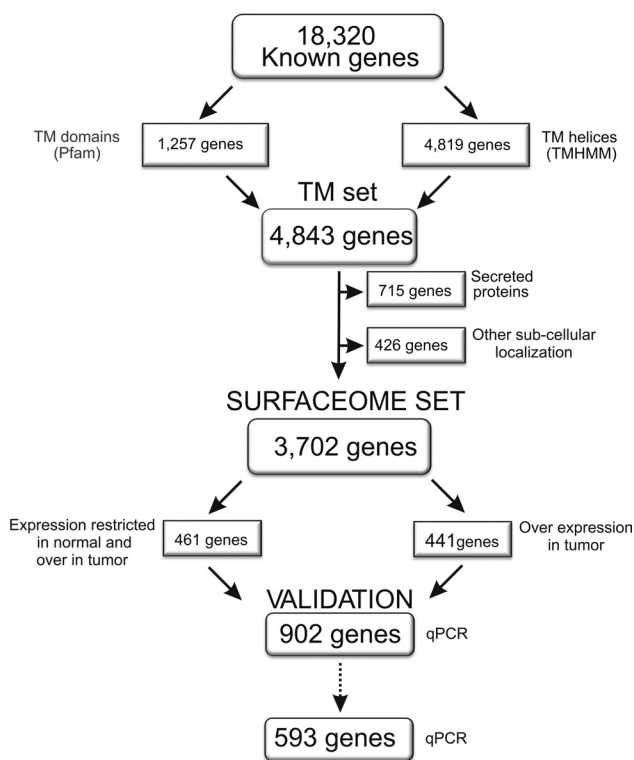 18,320
Known genes
TM domains
(Pfam)
1,257 genes
4,819 genes
TM helices
(TMHMM)
TM set
4,843 genes
715 genes
Secreted
proteins
426 genes
Other sub-cellular
localization
SURFACEOME SET
3,702 genes
Expression restricted
in normal and
over in tumor
461 genes
441genes
Over expression
in tumor
VALIDATION
902 genes
qPCR
593 genes
qPCR